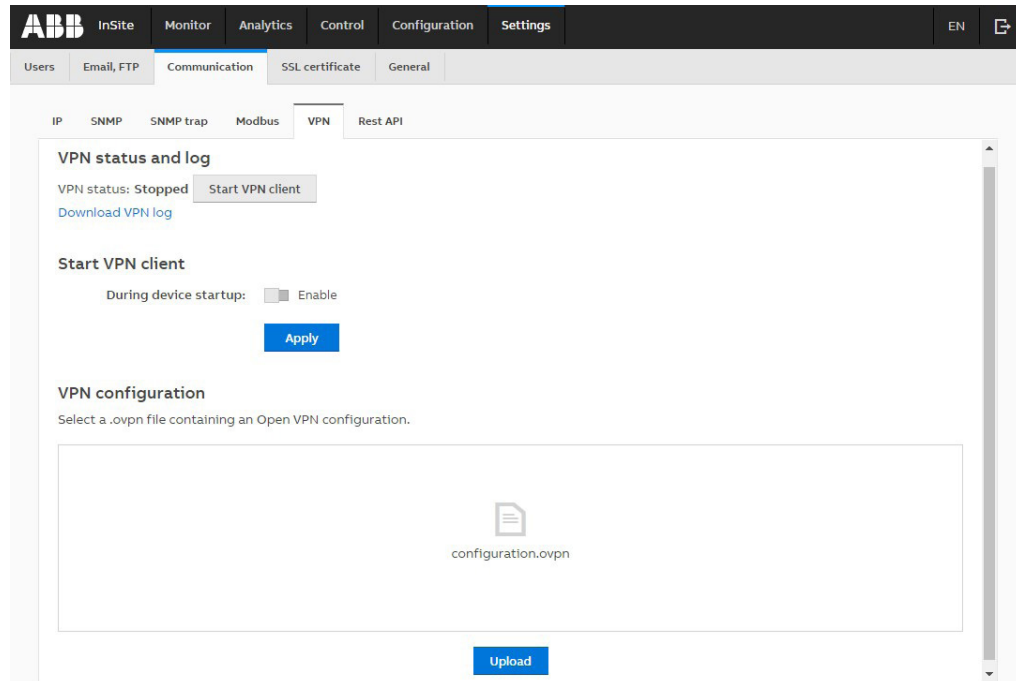 ABB InSite Monitor Analytics Control Configuration Settings EN
Users Email, FTP Communication SSL certificate General
IP SNMP SNMP trap Modbus VPN Rest API
VPN status and log
VPN status: Stopped Start VPN client
Download VPN log
Start VPN client
During device startup: Enable
Apply
VPN configuration
Select a .ovpn file containing an Open VPN configuration.
configuration.ovpn
Upload